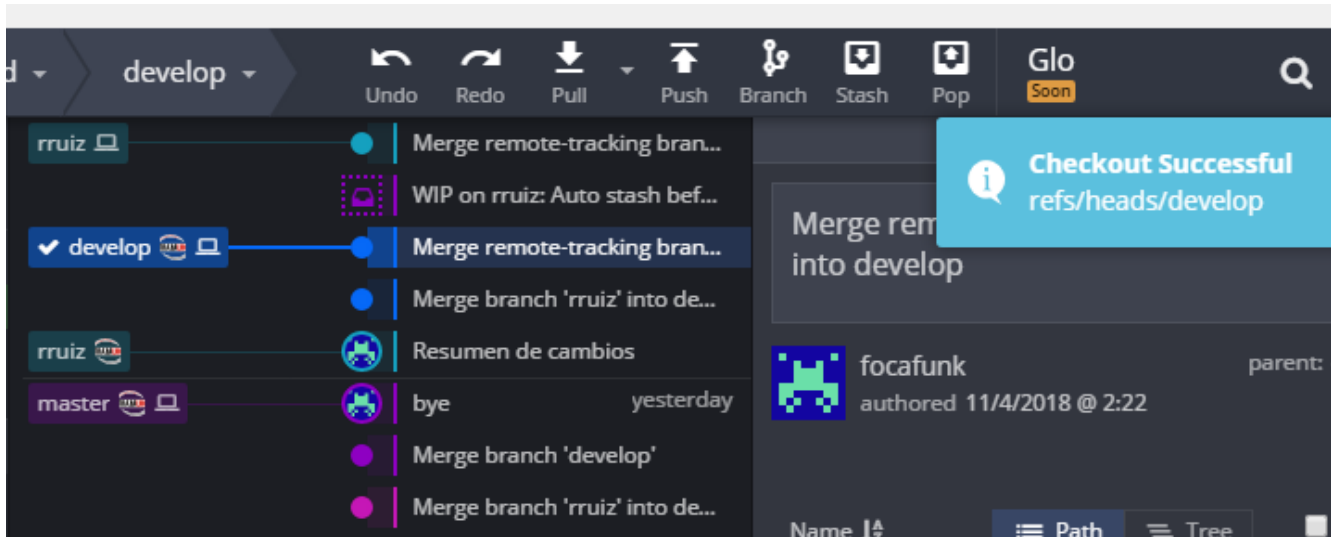 d
develop
Undo Redo Pull Push Branch Stash Pop
Glo
Soon
rruiz
Merge remote-tracking bran...
WIP on rruiz: Auto stash bef...
develop
Merge remote-tracking bran...
Merge branch 'rruiz' into de...
rruiz
Resumen de cambios
master
bye
yesterday
Merge branch 'develop'
Merge branch 'rruiz' into de...
Checkout Successful
refs/heads/develop
Merge rem
into develop
focafunk
parent:
authored 11/4/2018 @ 2:22
Name
Path
Tree